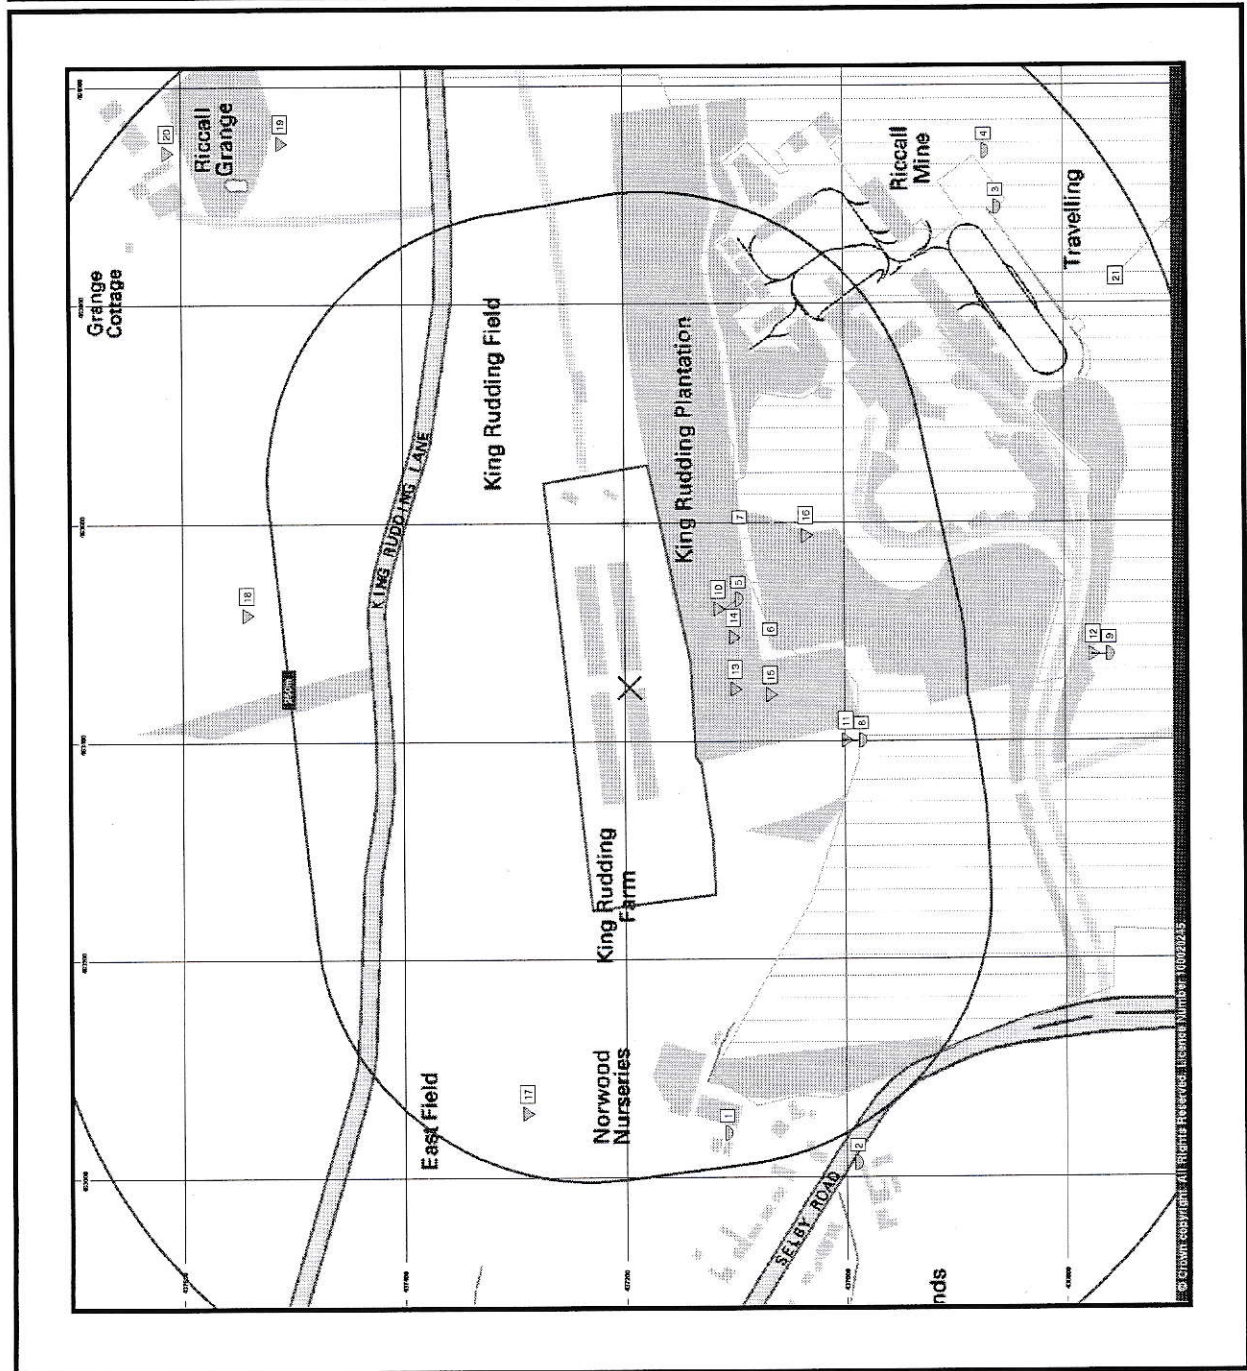 20
Riccall
Grange
19
Grange
Cottage
Riccall
Mine
4
3
Travelling
21
King Rudding Field
King Rudding Plantation
KING RUDDING LANE
18
250m
7
16
10
5
14
6
13
15
12
9
11
8
King Rudding
Farm
East Field
17
Norwood
Nurseries
1
2
SELBY ROAD
nds
© Crown copyright. All Rights Reserved. Licence Number 100020245.